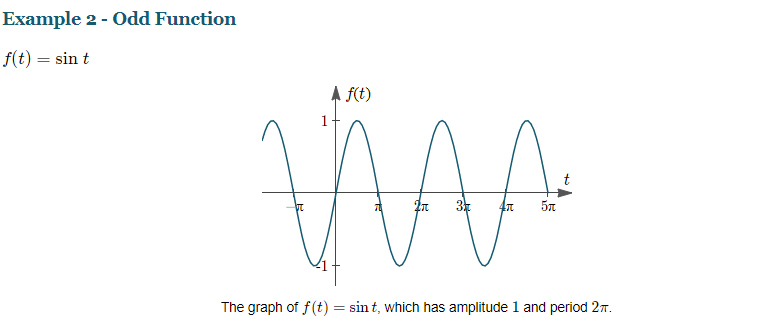 Example 2 - Odd Function
f(t) = sin t
f(t)
1
t
-π π 2π 3π 4π 5π
-1
The graph of f(t) = sin t, which has amplitude 1 and period 2π.